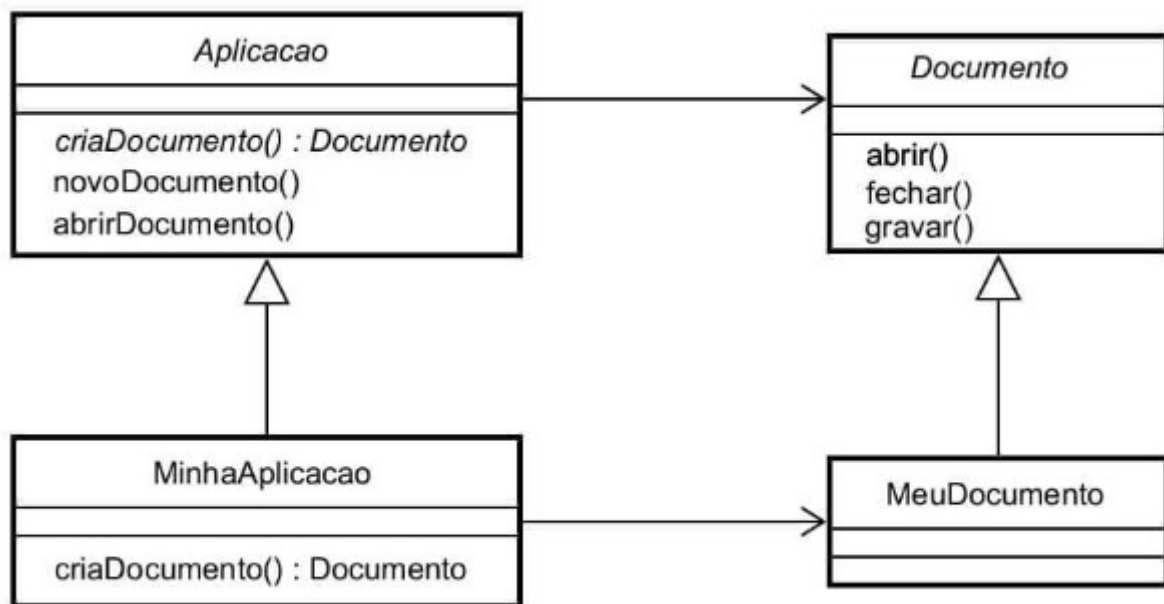 Aplicacao
criaDocumento() : Documento
novoDocumento()
abrirDocumento()
Documento
abrir()
fechar()
gravar()
MinhaAplicacao
criaDocumento() : Documento
MeuDocumento